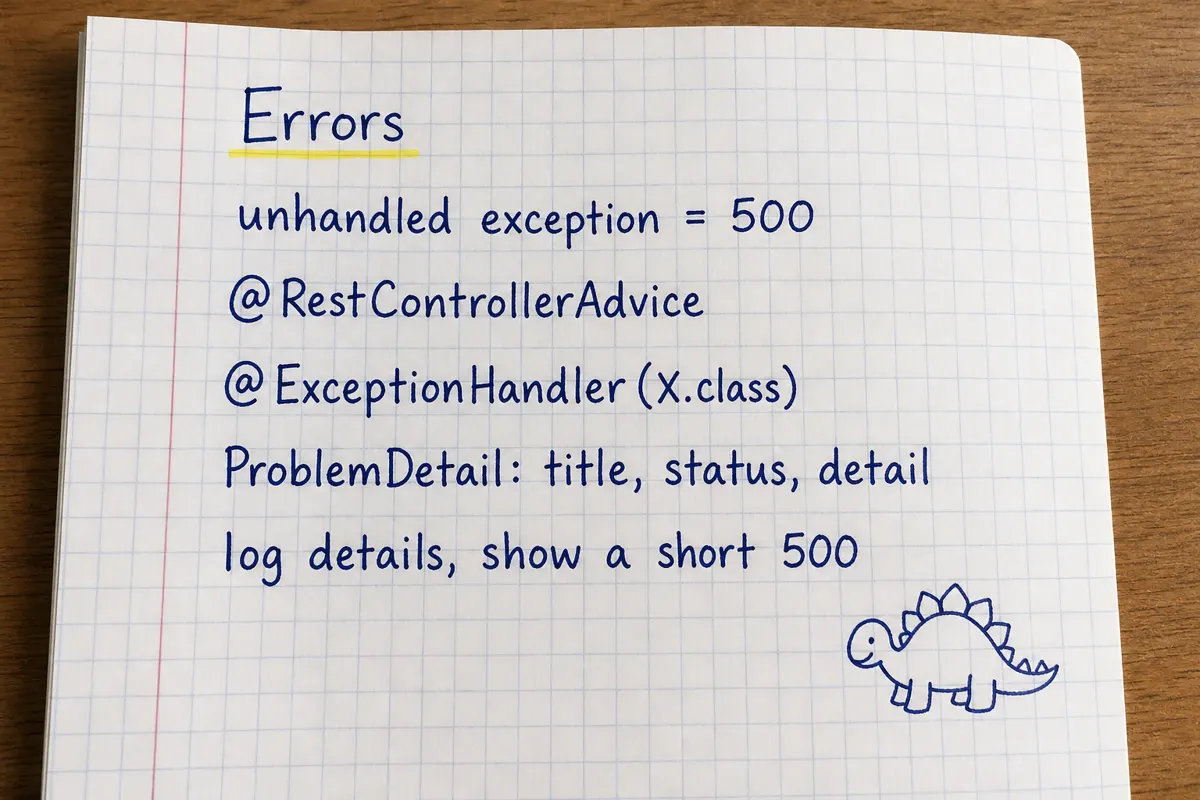 Errors
unhandled exception = 500
@RestControllerAdvice
@ExceptionHandler (X.class)
ProblemDetail: title, status, detail
log details, show a short 500